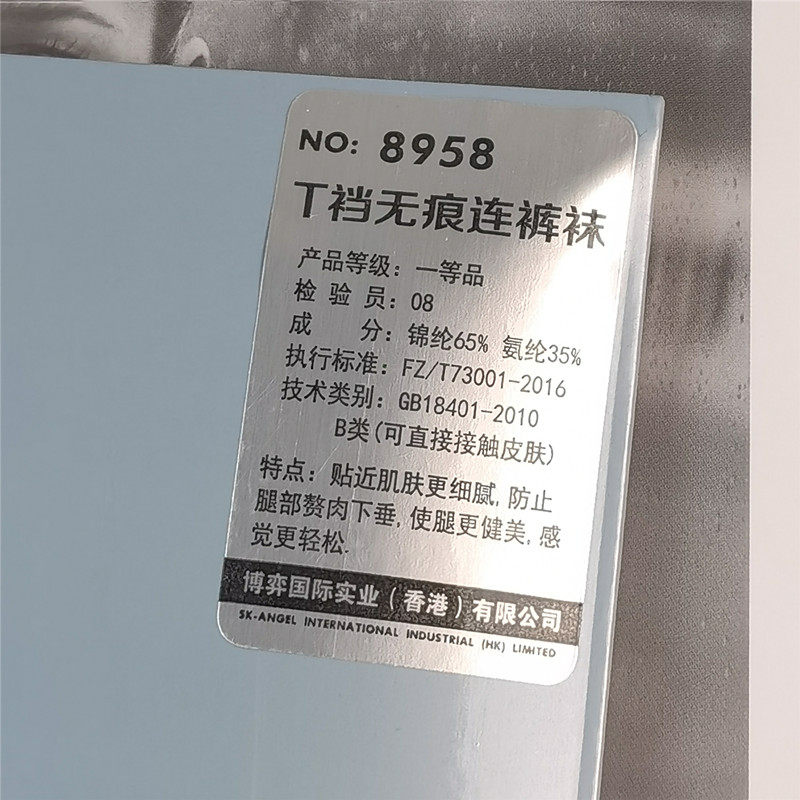 NO: 8958
T裆无痕连裤袜
产品等级：一等品
检 验 员：08
成 分：锦纶65% 氨纶35%
执行标准：FZ/T73001-2016
技术类别：GB18401-2010
B类(可直接接触皮肤)
特点：贴近肌肤更细腻,防止
腿部赘肉下垂,使腿更健美,感
觉更轻松.
博弈国际实业（香港）有限公司
SK-ANGEL INTERNATIONAL INDUSTRIAL (HK) LIMITED